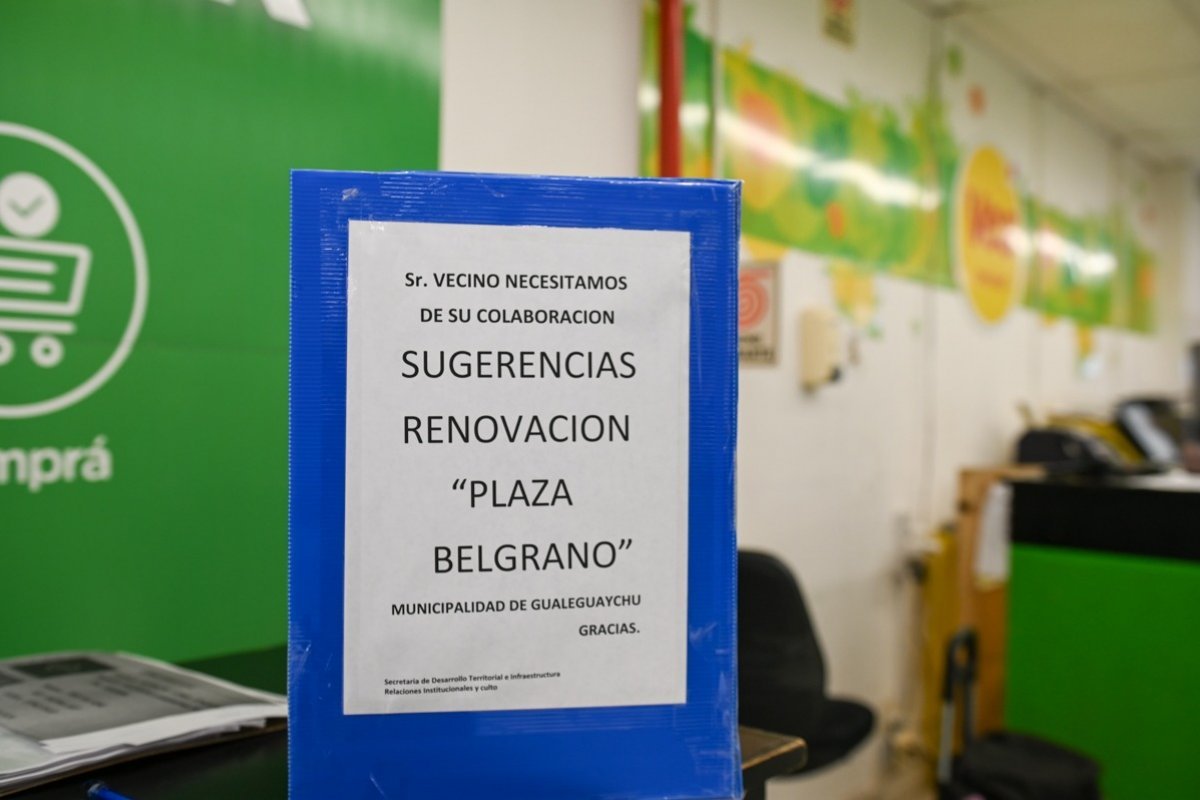 Sr. VECINO NECESITAMOS
DE SU COLABORACION
SUGERENCIAS
RENOVACION
“PLAZA
BELGRANO”
MUNICIPALIDAD DE GUALEGUAYCHU
GRACIAS.
Secretaria de Desarrollo Territorial e Infraestructura
Relaciones Institucionales y culto
mprá